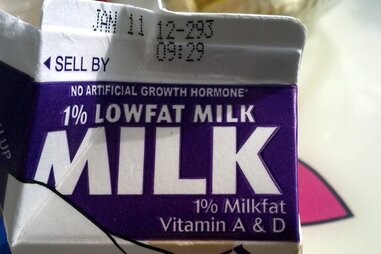 JAN 11 12-293
09:29
SELL BY
NO ARTIFICIAL GROWTH HORMONE*
1% LOWFAT MILK
MILK
1% Milkfat
Vitamin A & D
UP